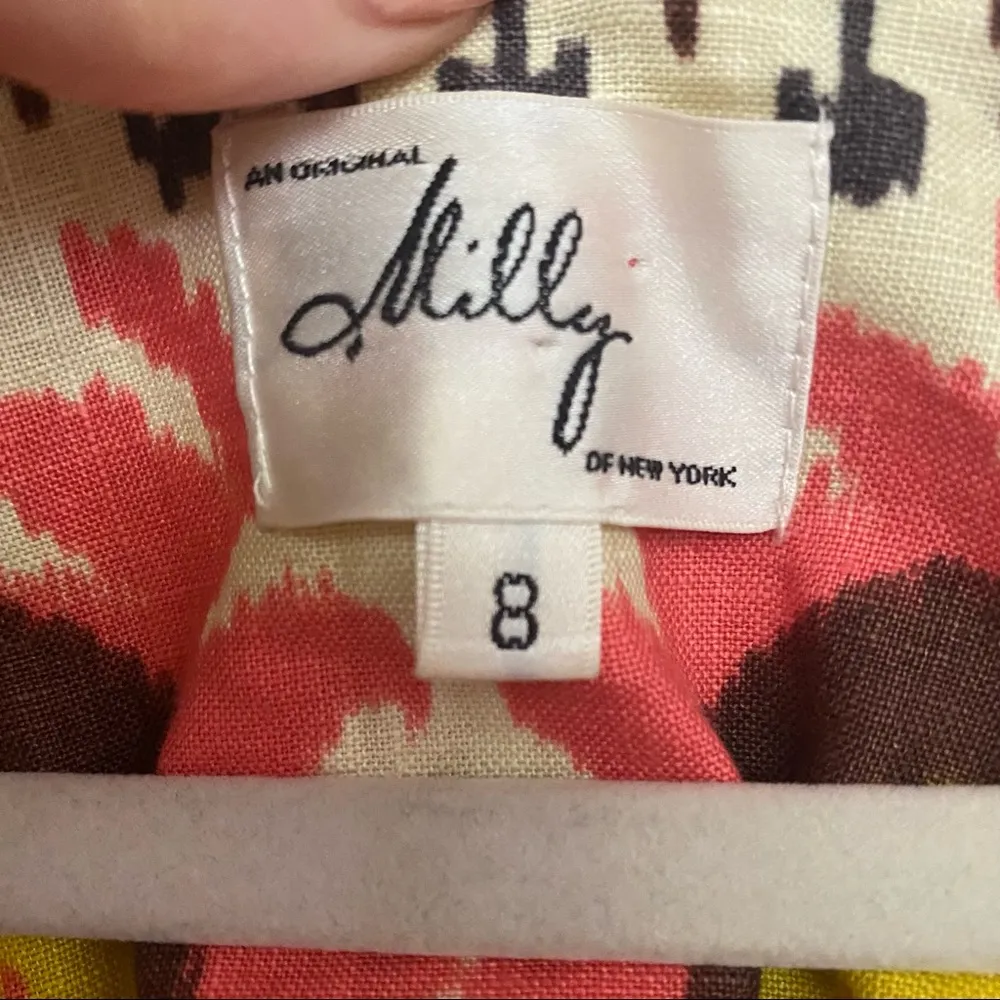 AN ORIGINAL
Milly
OF NEW YORK
8